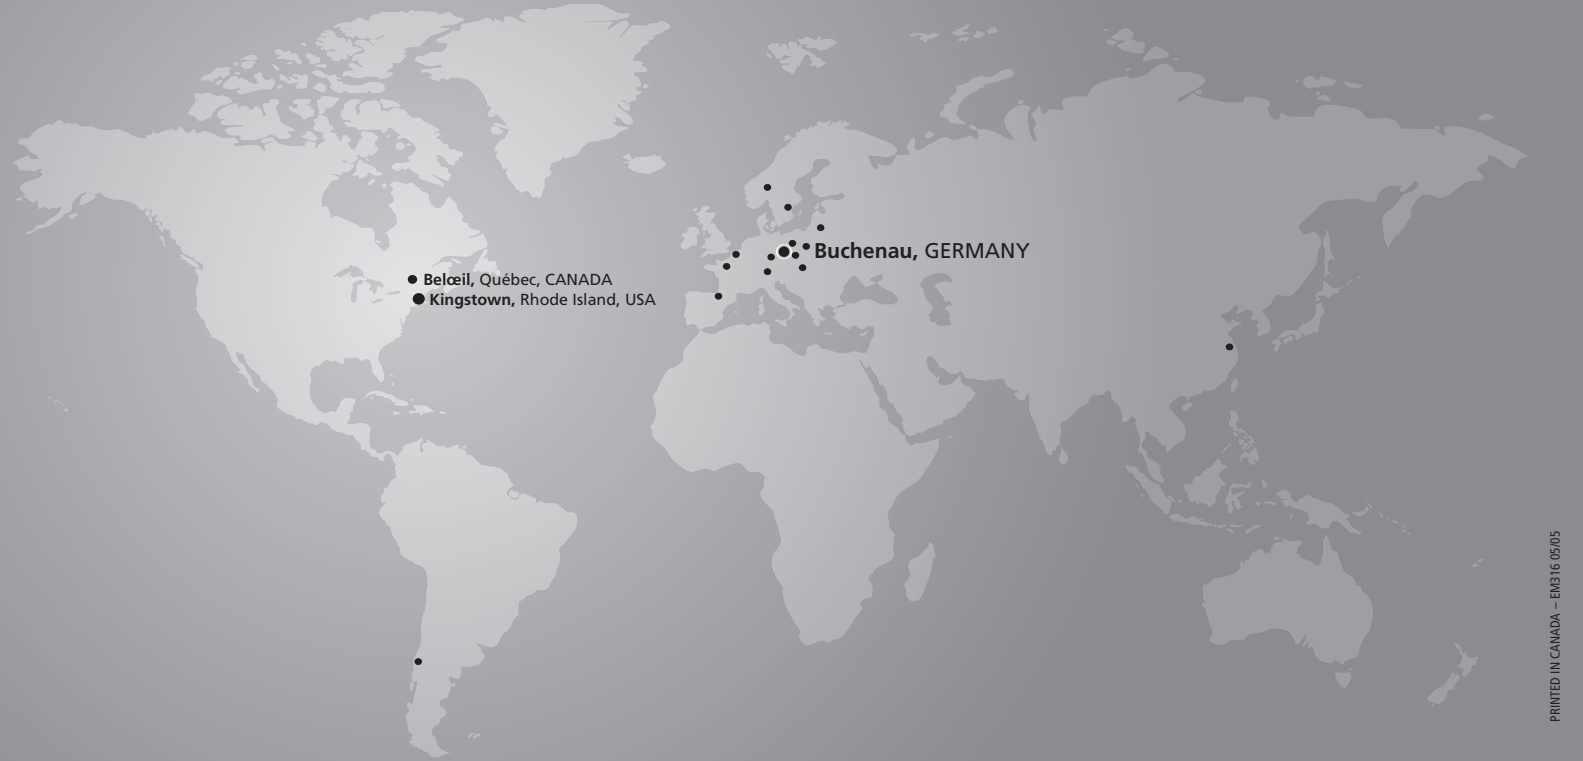 Buchenau, GERMANY
Belœil, Québec, CANADA
Kingstown, Rhode Island, USA
PRINTED IN CANADA – EM316 05/05